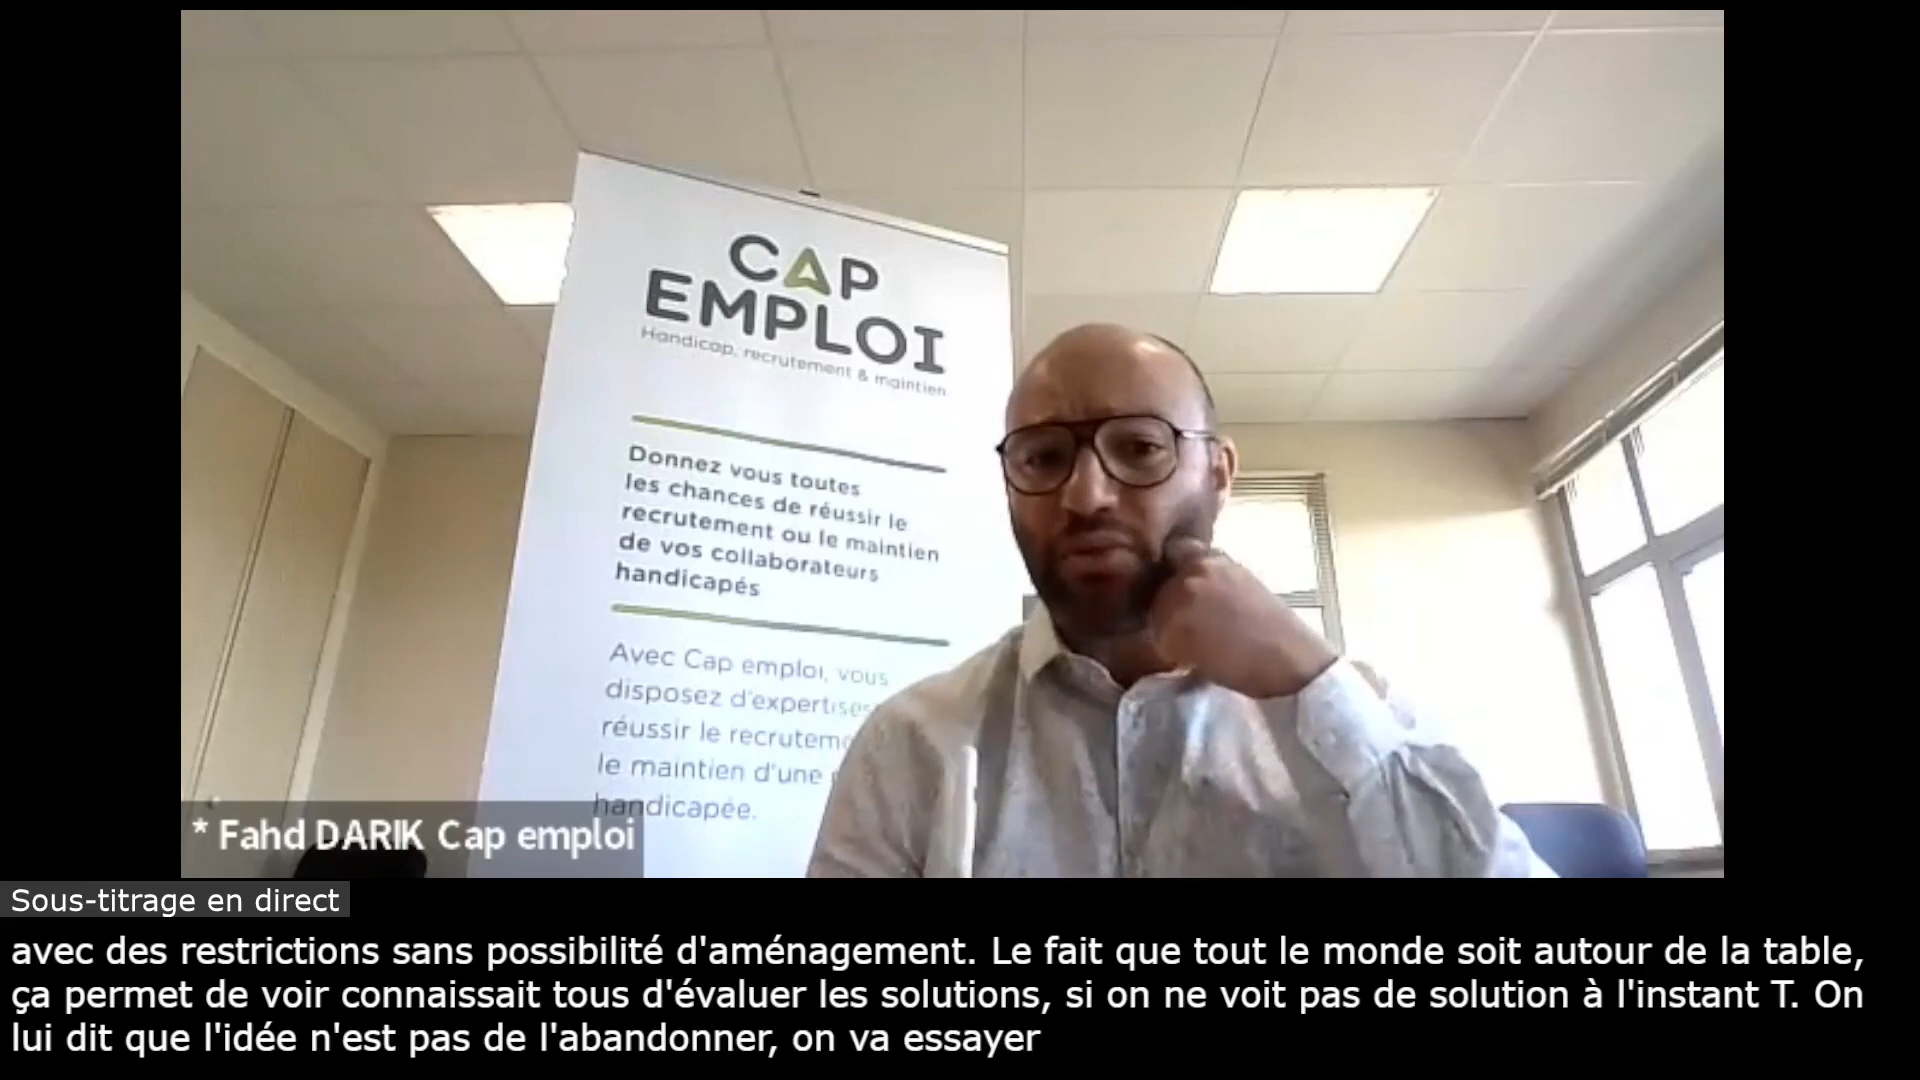 CAP
EMPLOI
Handicap, recrutement & maintien
Donnez vous toutes
les chances de réussir le
recrutement ou le maintien
de vos collaborateurs
handicapés
Avec Cap emploi, vous
disposez d'expertises
réussir le recrutem
le maintien d'une
handicapée.
* Fahd DARIK Cap emploi
Sous-titrage en direct
avec des restrictions sans possibilité d'aménagement. Le fait que tout le monde soit autour de la table,
ça permet de voir connaissait tous d'évaluer les solutions, si on ne voit pas de solution à l'instant T. On
lui dit que l'idée n'est pas de l'abandonner, on va essayer